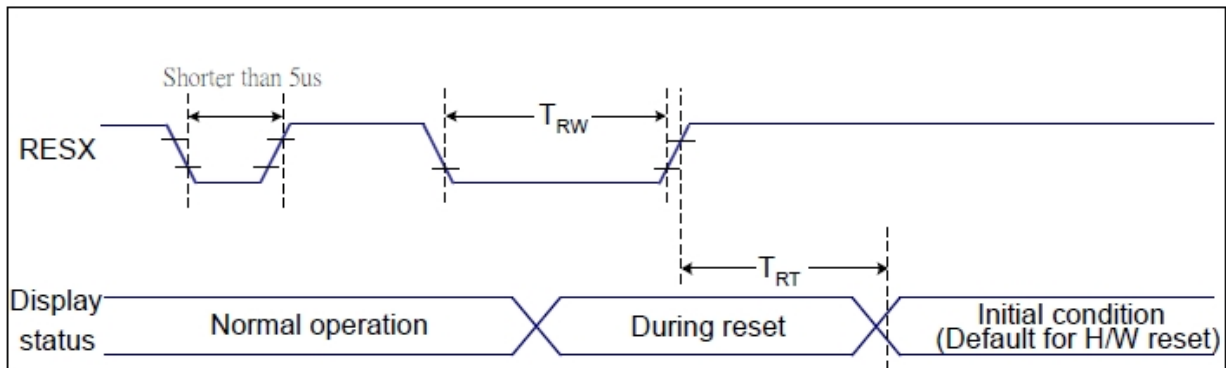 Shorter than 5us
RESX
TRW
TRT
Display
status
Normal operation
During reset
Initial condition
(Default for H/W reset)